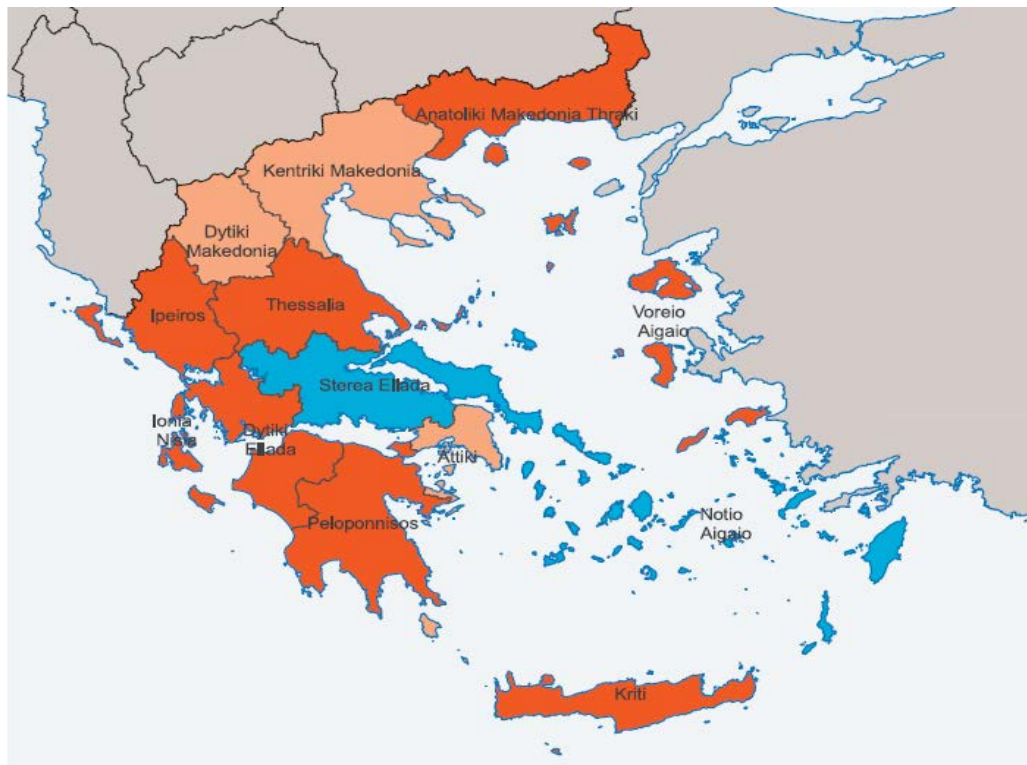 Anatoliki Makedonia Thraki
Kentriki Makedonia
Dytiki
Makedonia
Ipeiros
Thessalia
Voreio
Aigaio
Sterea Ellada
Ionia
Nisia
Dytiki
Ellada
Attiki
Notio
Aigaio
Peloponnisos
Kriti